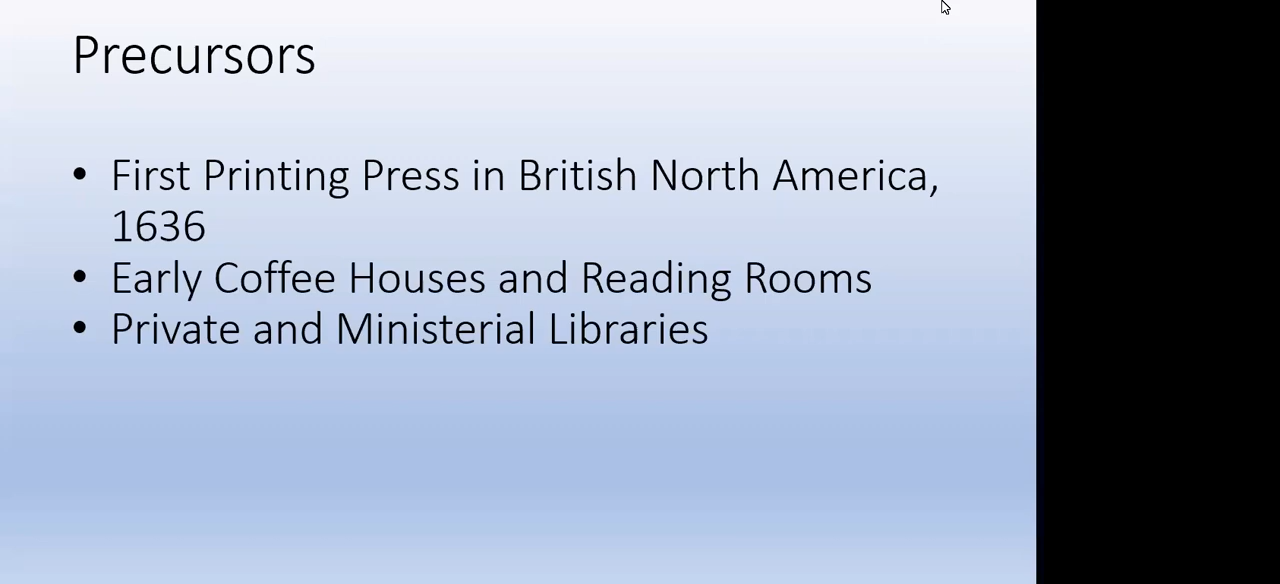 Precursors
• First Printing Press in British North America,
1636
• Early Coffee Houses and Reading Rooms
• Private and Ministerial Libraries